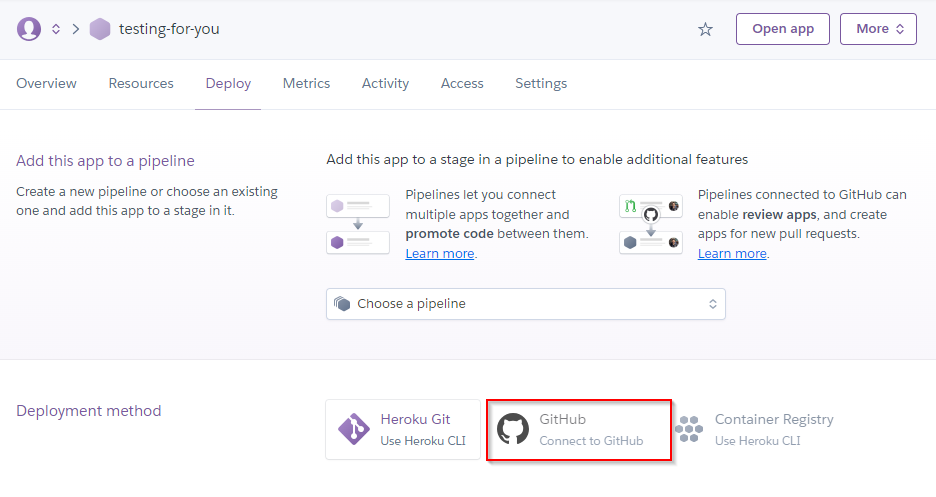 testing-for-you
Open app
More
Overview
Resources
Deploy
Metrics
Activity
Access
Settings
Add this app to a pipeline
Create a new pipeline or choose an existing
one and add this app to a stage in it.
Add this app to a stage in a pipeline to enable additional features
Pipelines let you connect
multiple apps together and
promote code between them.
Learn more.
Pipelines connected to GitHub can
enable review apps, and create
apps for new pull requests.
Learn more.
Choose a pipeline
Deployment method
Heroku Git
Use Heroku CLI
GitHub
Connect to GitHub
Container Registry
Use Heroku CLI